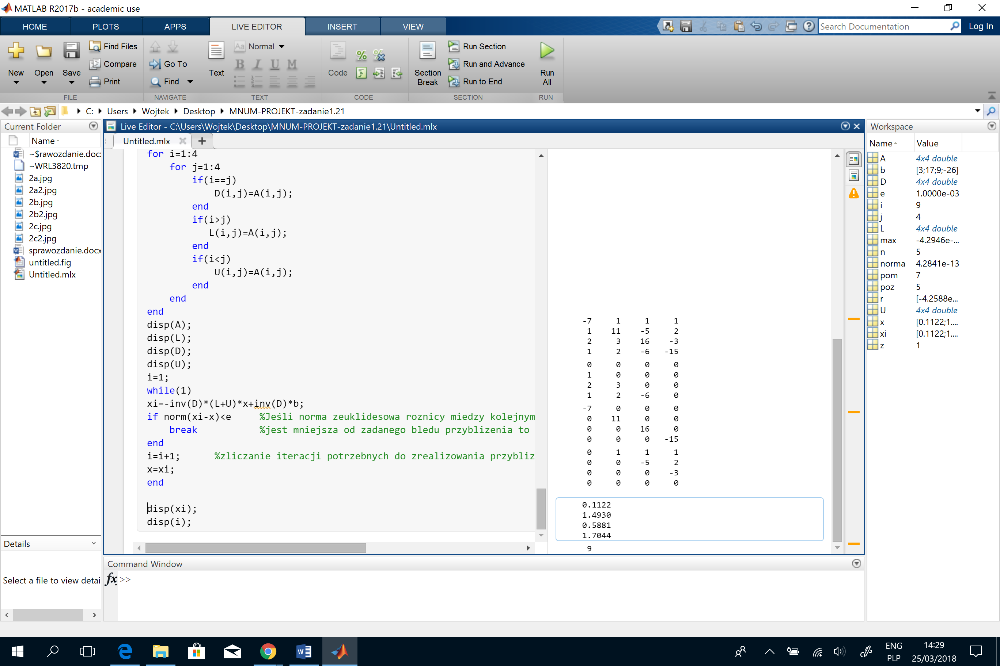 MATLAB R2017b - academic use
HOME PLOTS APPS LIVE EDITOR INSERT VIEW
Search Documentation
Log In
New
Open
Save
Find Files
Compare
Print
FILE
Go To
Find
NAVIGATE
Text
Aa Normal
B I U M
TEXT
Code
CODE
Section
Break
Run Section
Run and Advance
Run to End
SECTION
Run
All
RUN
C: Users Wojtek Desktop MNUM-PROJEKT-zadanie1.21
Current Folder
Name
~$rawozdanie.docx
~WRL3820.tmp
2a.jpg
2a2.jpg
2b.jpg
2b2.jpg
2c.jpg
2c2.jpg
sprawozdanie.docx
untitled.fig
Untitled.mlx
Details
Select a file to view detai
Live Editor - C:\Users\Wojtek\Desktop\MNUM-PROJEKT-zadanie1.21\Untitled.mlx
Untitled.mlx
for i=1:4
for j=1:4
if(i==j)
D(i,j)=A(i,j);
end
if(i>j)
L(i,j)=A(i,j);
end
if(i<j)
U(i,j)=A(i,j);
end
end
end
disp(A);
disp(L);
disp(D);
disp(U);
i=1;
while(1)
xi=-inv(D)*(L+U)*x+inv(D)*b;
if norm(xi-x)<e %Jeśli norma zeuklidesowa roznicy miedzy kolejnym
break %jest mniejsza od zadanego bledu przyblizenia to
end
i=i+1; %zliczanie iteracji potrzebnych do zrealizowania przybliz
x=xi;
end
disp(xi);
disp(i);
-7 1 1 1
1 11 -5 2
2 3 16 -3
1 2 -6 -15
0 0 0 0
1 0 0 0
2 3 0 0
1 2 -6 0
-7 0 0 0
0 11 0 0
0 0 16 0
0 0 0 -15
0 1 1 1
0 0 -5 2
0 0 0 -3
0 0 0 0
0.1122
1.4930
0.5881
1.7044
9
Command Window
fx >>
Workspace
Name Value
A 4x4 double
b [3;17;9;-26]
D 4x4 double
e 1.0000e-03
i 9
j 4
L 4x4 double
max -4.2946e-...
n 5
norma 4.2841e-13
pom 7
poz 5
r [-4.2588e...
U 4x4 double
x [0.1122;1....
xi [0.1122;1....
z 1
ENG
PLP
14:29
25/03/2018